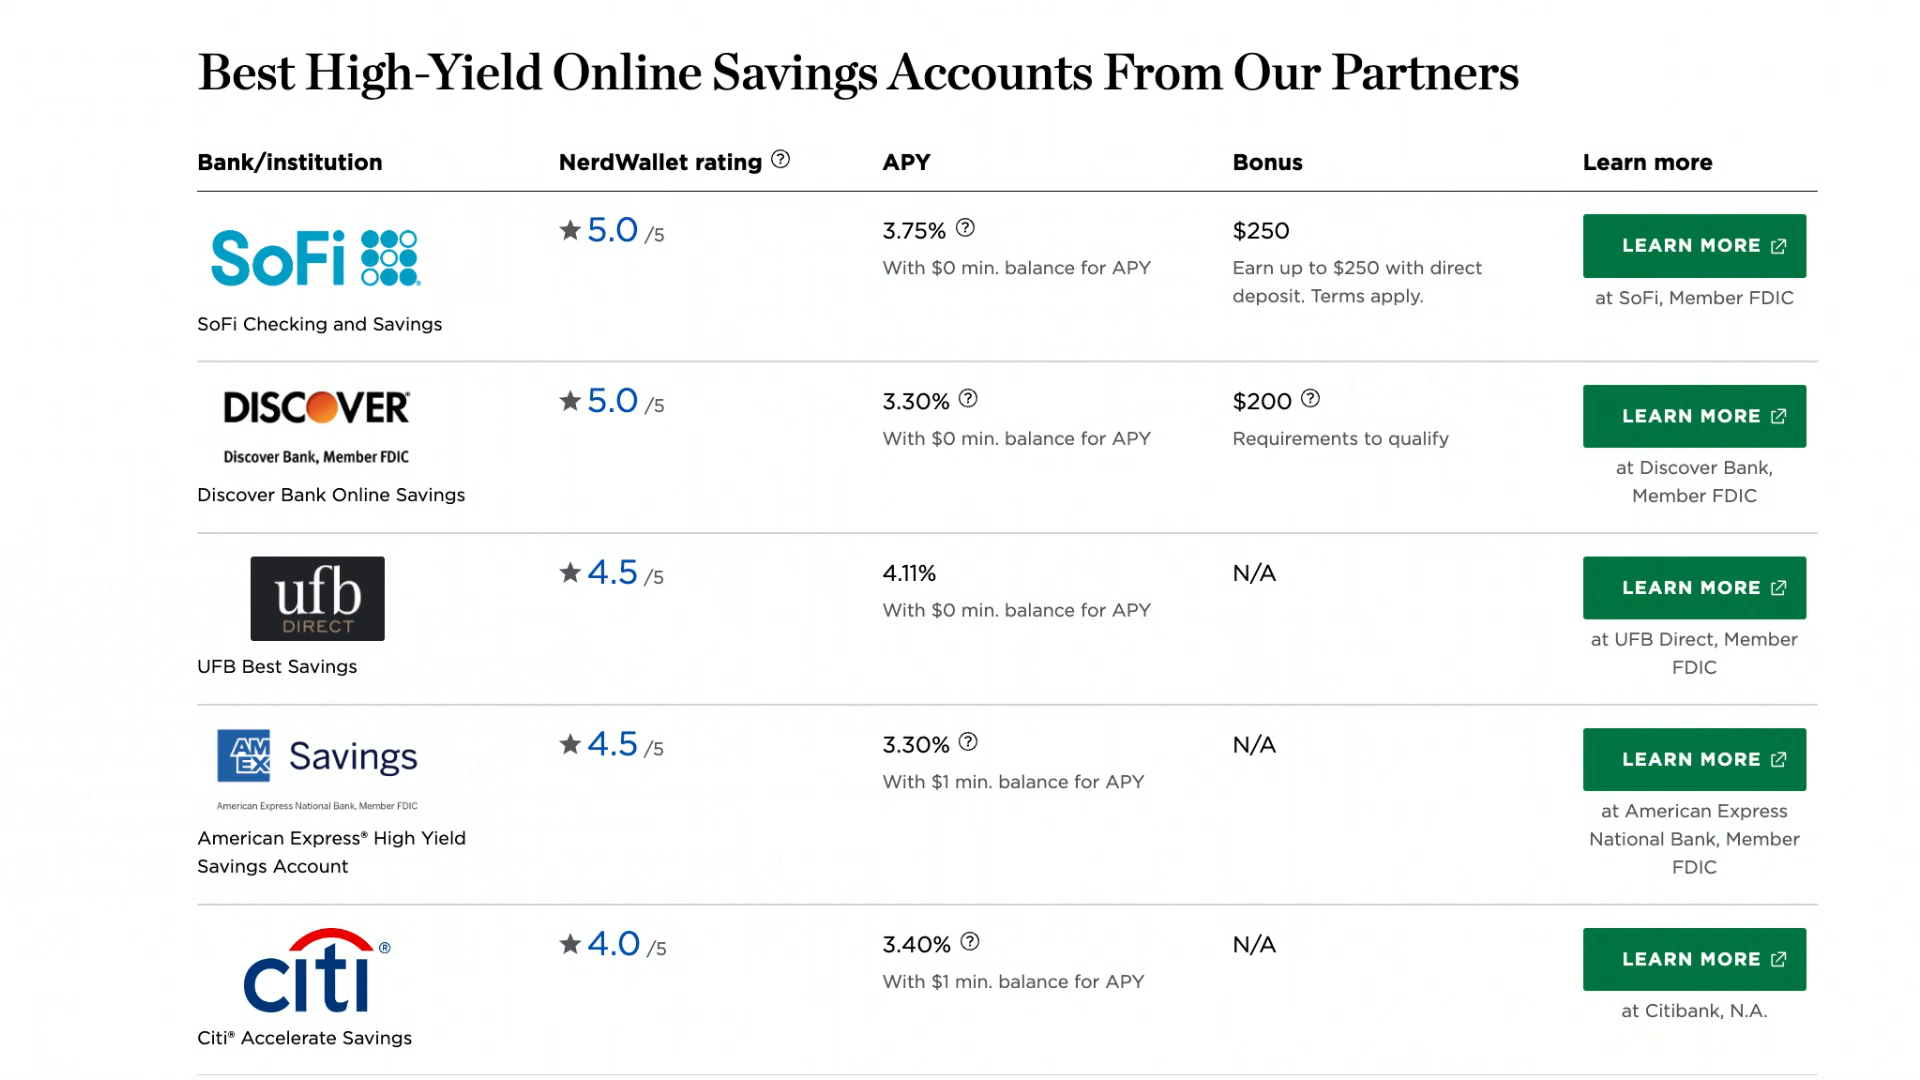 Best High-Yield Online Savings Accounts From Our Partners
Bank/institution NerdWallet rating ? APY Bonus Learn more
SoFi
SoFi Checking and Savings
5.0 /5
3.75% ?
With $0 min. balance for APY
$250
Earn up to $250 with direct
deposit. Terms apply.
LEARN MORE
at SoFi, Member FDIC
DISCOVER
Discover Bank, Member FDIC
Discover Bank Online Savings
5.0 /5
3.30% ?
With $0 min. balance for APY
$200 ?
Requirements to qualify
LEARN MORE
at Discover Bank,
Member FDIC
ufb
DIRECT
UFB Best Savings
4.5 /5
4.11%
With $0 min. balance for APY
N/A
LEARN MORE
at UFB Direct, Member
FDIC
AM
EX
Savings
American Express National Bank, Member FDIC
American Express® High Yield
Savings Account
4.5 /5
3.30% ?
With $1 min. balance for APY
N/A
LEARN MORE
at American Express
National Bank, Member
FDIC
citi®
Citi® Accelerate Savings
4.0 /5
3.40% ?
With $1 min. balance for APY
N/A
LEARN MORE
at Citibank, N.A.